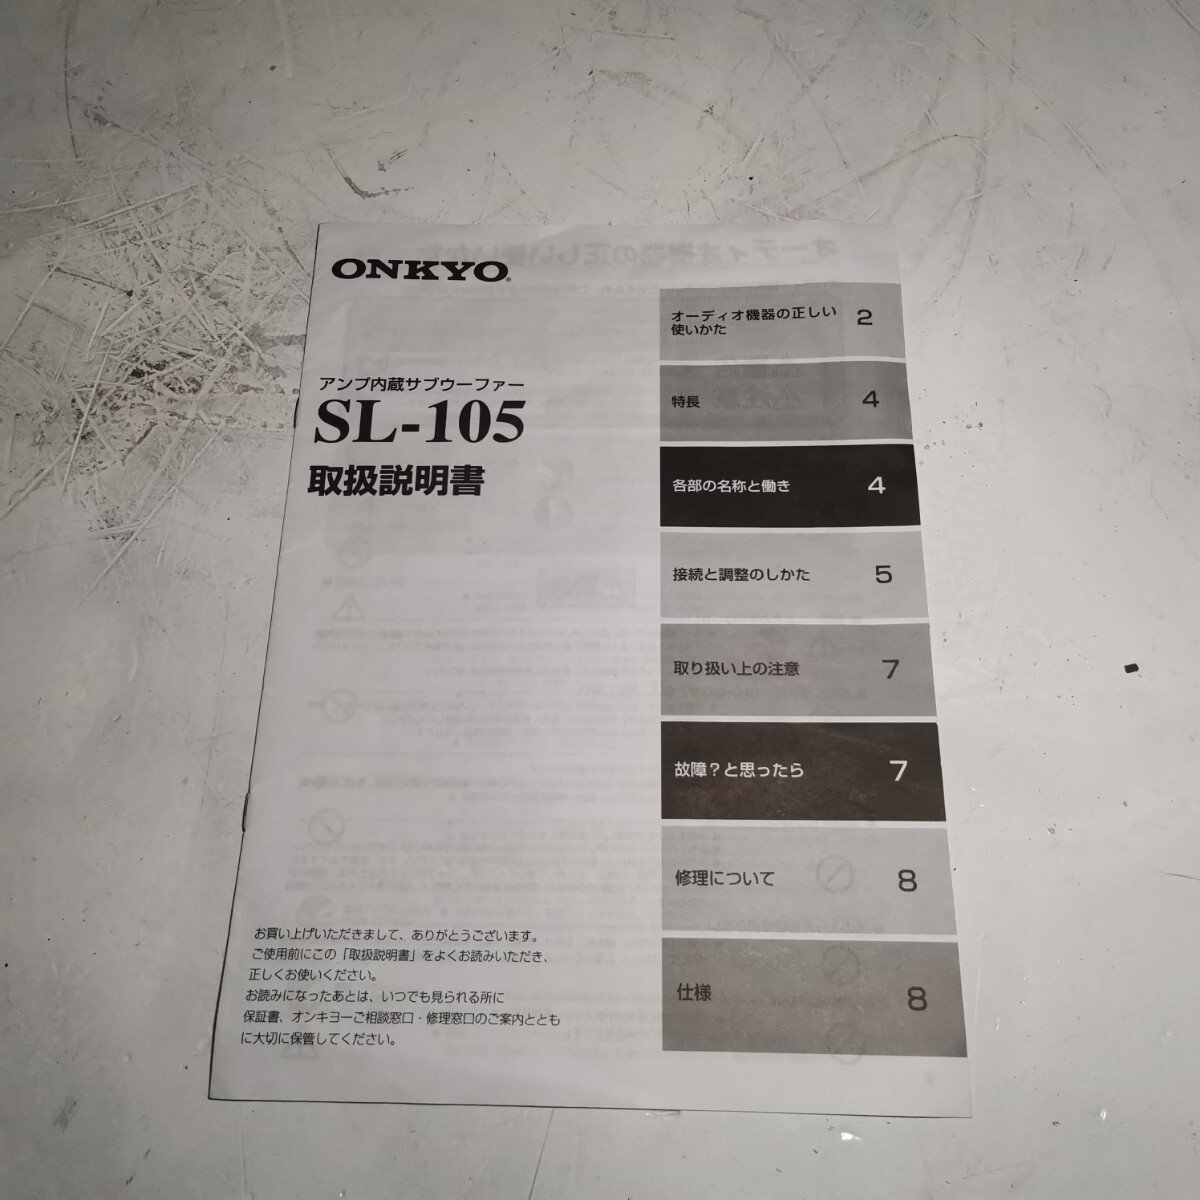 ONKYO®
アンプ内蔵サブウーファー
SL-105
取扱説明書
お買い上げいただきまして、ありがとうございます。
ご使用前にこの「取扱説明書」をよくお読みいただき、
正しくお使いください。
お読みになったあとは、いつでも見られる所に
保証書、オンキヨーご相談窓口・修理窓口のご案内ととも
に大切に保管してください。
オーディオ機器の正しい
使いかた 2
特長 4
各部の名称と働き 4
接続と調整のしかた 5
取り扱い上の注意 7
故障？と思ったら 7
修理について 8
仕様 8